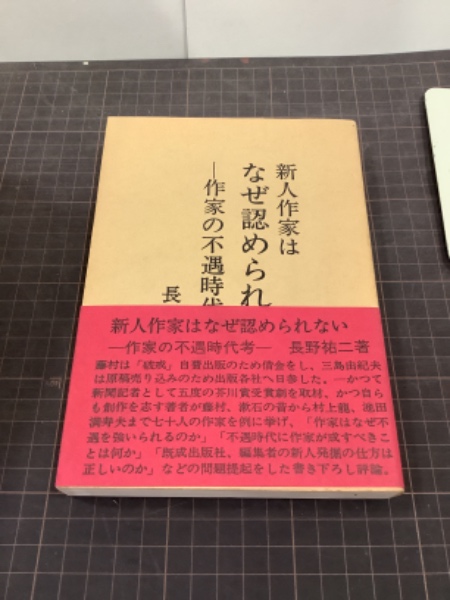 新人作家は
なぜ認められ
―作家の不遇時代
長
新人作家はなぜ認められない
―作家の不遇時代考― 長野祐二著
藤村は「破戒」自費出版のため借金をし、三島由紀夫
は原稿売り込みのため出版各社へ日参した。―かつて
新聞記者として五度の芥川賞受賞劇を取材、かつ自ら
も創作を志す著者が藤村、漱石の昔から村上龍、池田
満寿夫まで七十人の作家を例に挙げ、「作家はなぜ不
遇を強いられるのか」「不遇時代に作家が成すべきこ
とは何か」「既成出版社、編集者の新人発掘の仕方は
正しいのか」などの問題提起をした書き下ろし評論。